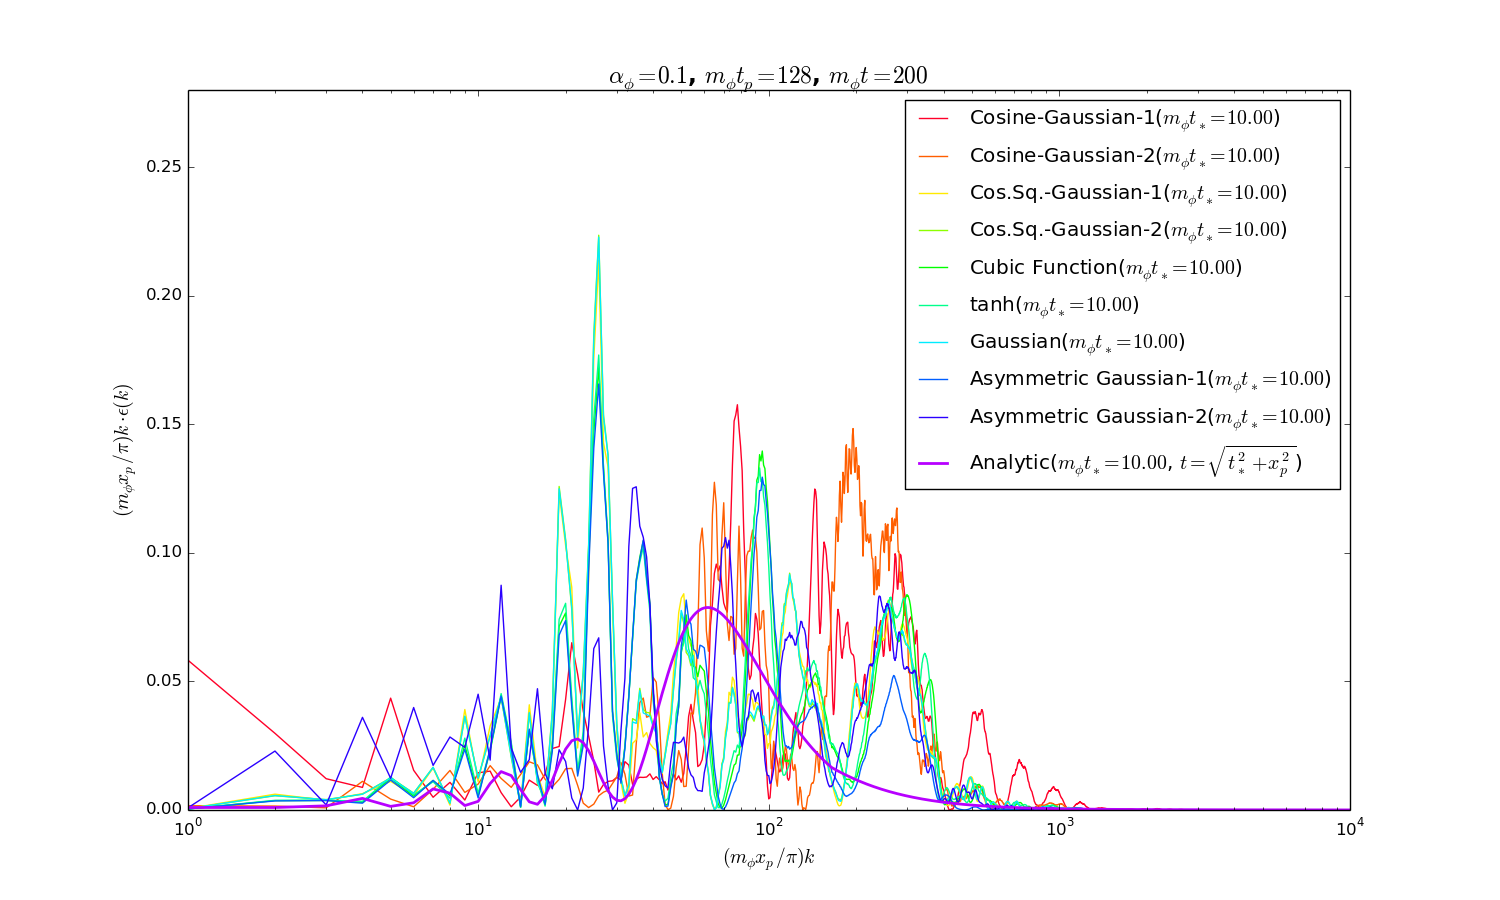 α_ϕ=0.1, m_ϕt_p=128, m_ϕt=200
Cosine-Gaussian-1(m_ϕt_*=10.00)
Cosine-Gaussian-2(m_ϕt_*=10.00)
Cos.Sq.-Gaussian-1(m_ϕt_*=10.00)
Cos.Sq.-Gaussian-2(m_ϕt_*=10.00)
Cubic Function(m_ϕt_*=10.00)
tanh(m_ϕt_*=10.00)
Gaussian(m_ϕt_*=10.00)
Asymmetric Gaussian-1(m_ϕt_*=10.00)
Asymmetric Gaussian-2(m_ϕt_*=10.00)
Analytic(m_ϕt_*=10.00, t=√(t_*^2+x_p^2))
(m_ϕx_p/π)k·ϵ(k)
0.25
0.20
0.15
0.10
0.05
0.00
10^0 10^1 10^2 10^3 10^4
(m_ϕx_p/π)k